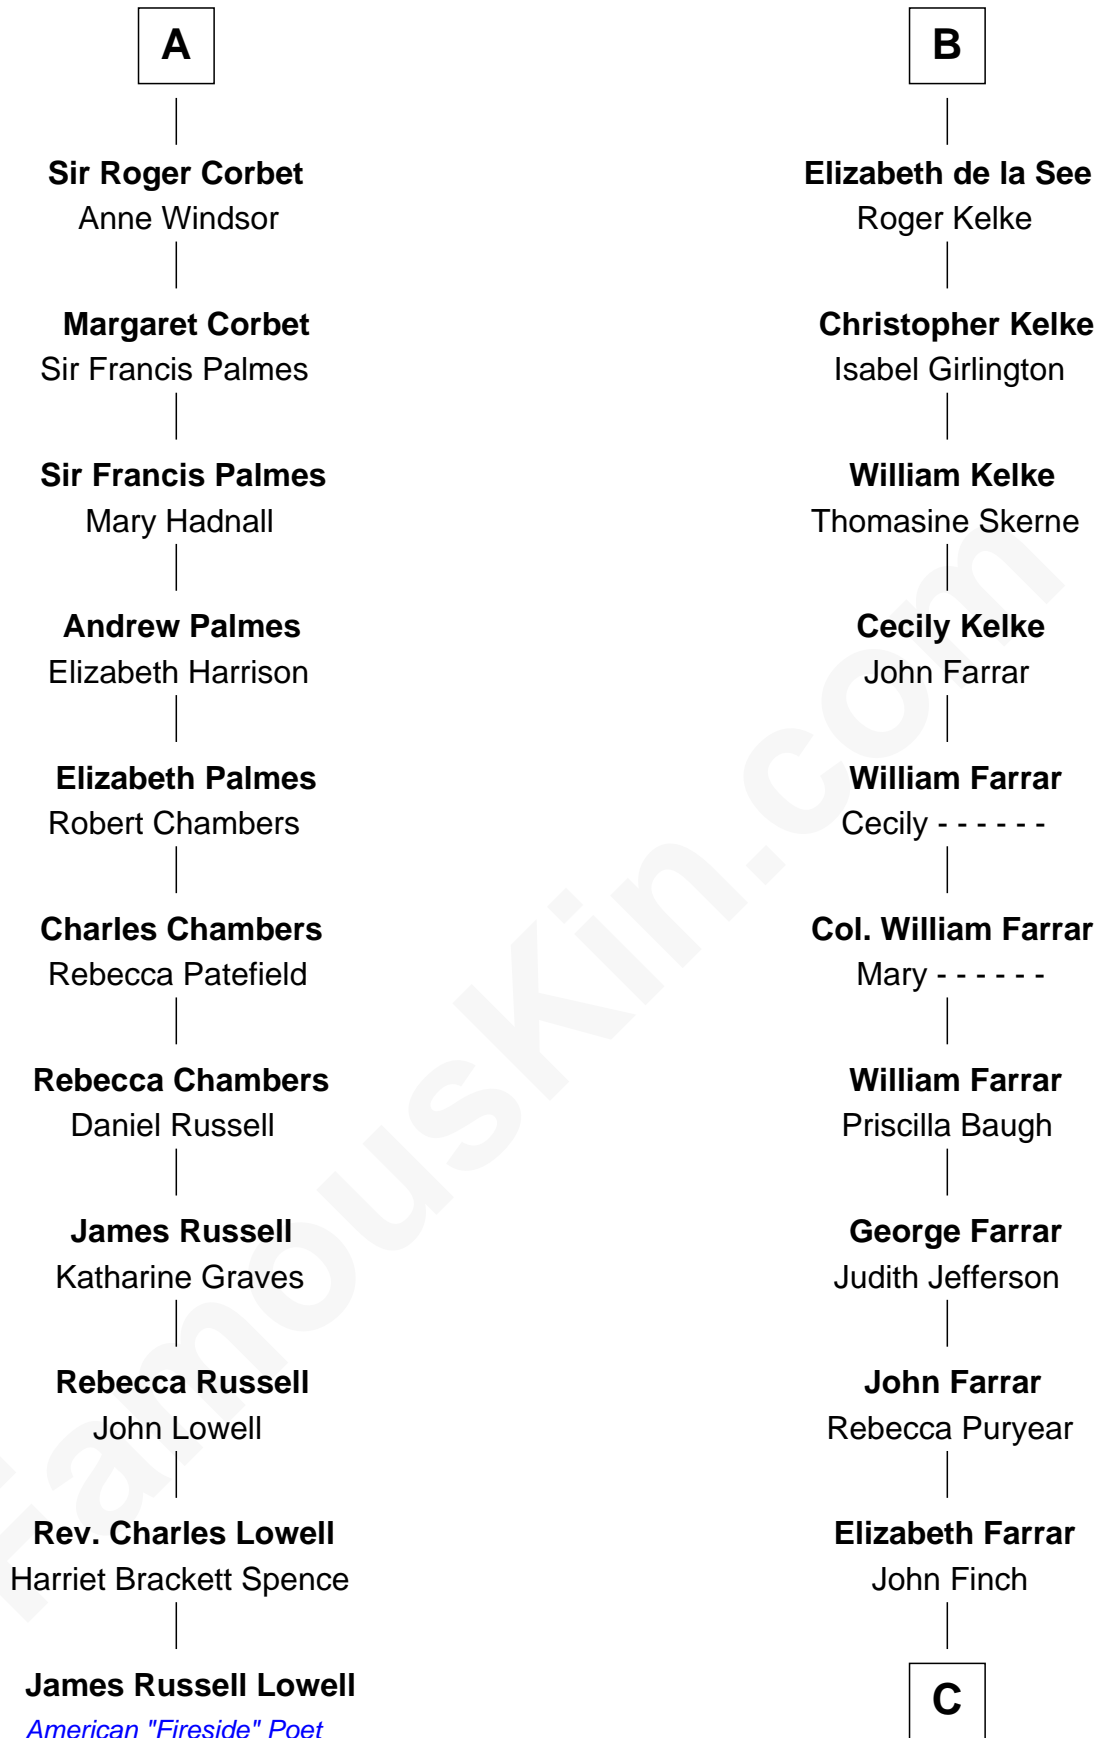 A
Sir Roger Corbet
Anne Windsor
Margaret Corbet
Sir Francis Palmes
Sir Francis Palmes
Mary Hadnall
Andrew Palmes
Elizabeth Harrison
Elizabeth Palmes
Robert Chambers
Charles Chambers
Rebecca Patefield
Rebecca Chambers
Daniel Russell
James Russell
Katharine Graves
Rebecca Russell
John Lowell
Rev. Charles Lowell
Harriet Brackett Spence
James Russell Lowell
American "Fireside" Poet
B
Elizabeth de la See
Roger Kelke
Christopher Kelke
Isabel Girlington
William Kelke
Thomasine Skerne
Cecily Kelke
John Farrar
William Farrar
Cecily - - - - - -
Col. William Farrar
Mary - - - - - -
William Farrar
Priscilla Baugh
George Farrar
Judith Jefferson
John Farrar
Rebecca Puryear
Elizabeth Farrar
John Finch
C
FamousKin.com